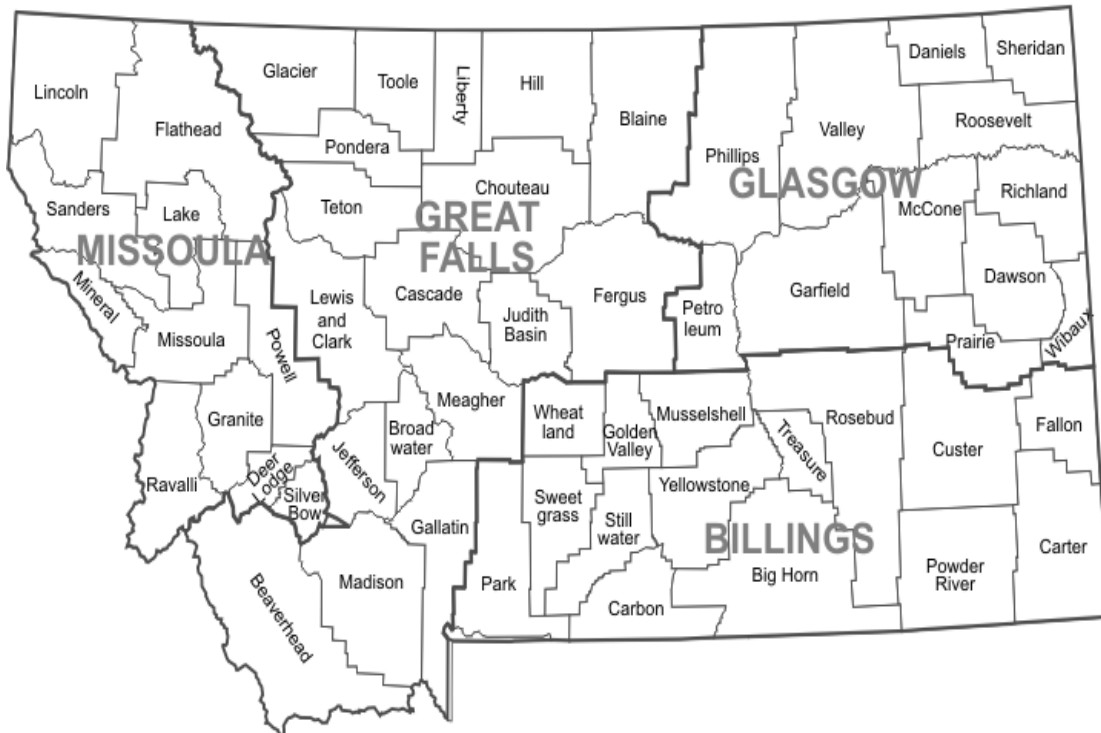 Lincoln
Flathead
Glacier
Toole
Liberty
Hill
Blaine
Phillips
Valley
Daniels
Sheridan
Roosevelt
Pondera
Teton
Chouteau
Sanders
Lake
MISSOULA
GREAT
FALLS
GLASGOW
McCone
Richland
Mineral
Missoula
Powell
Lewis
and
Clark
Cascade
Judith
Basin
Fergus
Petro
leum
Garfield
Dawson
Prairie
Wibaux
Granite
Ravalli
Deer
Lodge
Silver
Bow
Jefferson
Broad
water
Meagher
Wheat
land
Golden
Valley
Musselshell
Treasure
Rosebud
Custer
Fallon
Gallatin
Sweet
grass
Still
water
Yellowstone
BILLINGS
Big Horn
Powder
River
Carter
Beaverhead
Madison
Park
Carbon